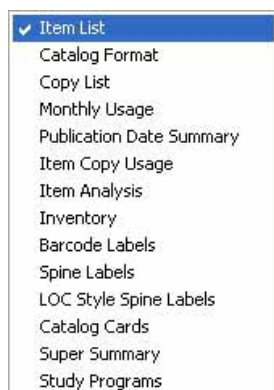 Item List
Catalog Format
Copy List
Monthly Usage
Publication Date Summary
Item Copy Usage
Item Analysis
Inventory
Barcode Labels
Spine Labels
LOC Style Spine Labels
Catalog Cards
Super Summary
Study Programs